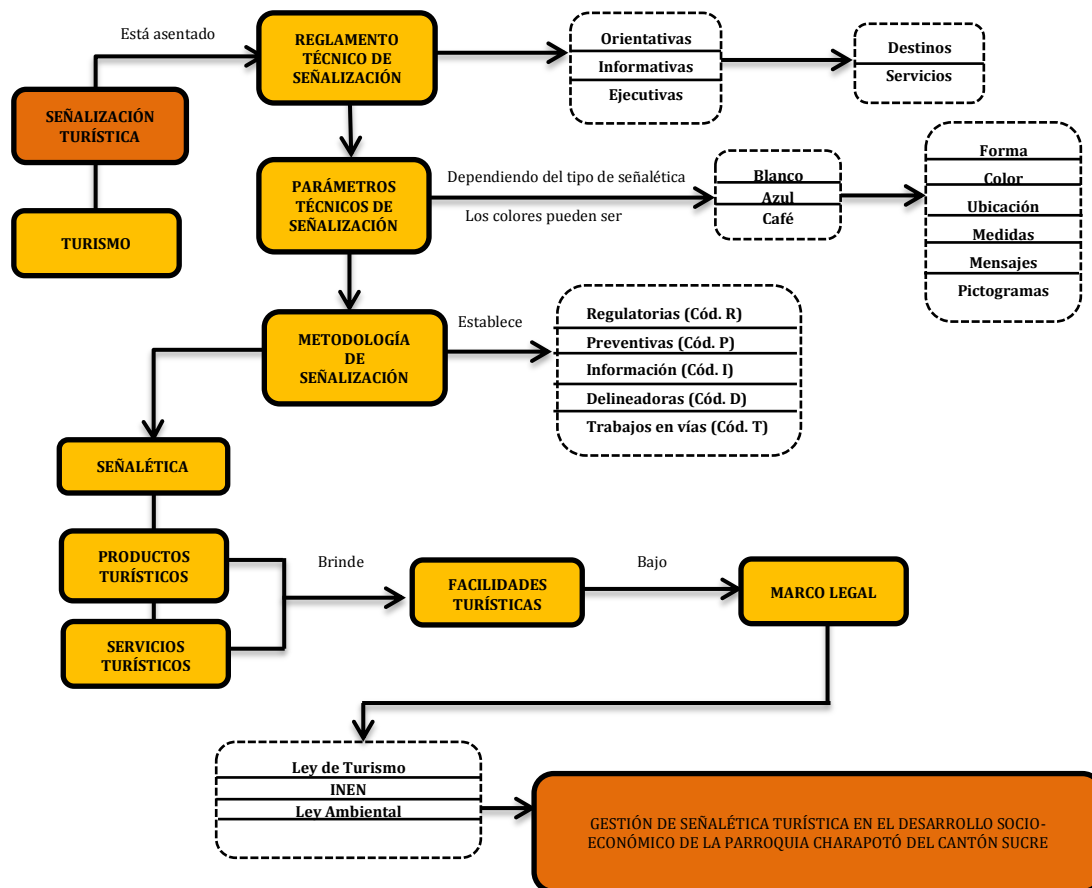 Está asentado
REGLAMENTO
TÉCNICO DE
SEÑALIZACIÓN
Orientativas
Informativas
Ejecutivas
Destinos
Servicios
SEÑALIZACIÓN
TURÍSTICA
TURISMO
PARÁMETROS
TÉCNICOS DE
SEÑALIZACIÓN
Dependiendo del tipo de señalética
Los colores pueden ser
Blanco
Azul
Café
Forma
Color
Ubicación
Medidas
Mensajes
Pictogramas
METODOLOGÍA
DE
SEÑALIZACIÓN
Establece
Regulatorias (Cód. R)
Preventivas (Cód. P)
Información (Cód. I)
Delineadoras (Cód. D)
Trabajos en vías (Cód. T)
SEÑALÉTICA
PRODUCTOS
TURÍSTICOS
SERVICIOS
TURÍSTICOS
Brinde
FACILIDADES
TURÍSTICAS
Bajo
MARCO LEGAL
Ley de Turismo
INEN
Ley Ambiental
GESTIÓN DE SEÑALÉTICA TURÍSTICA EN EL DESARROLLO SOCIO-
ECONÓMICO DE LA PARROQUIA CHARAPOTÓ DEL CANTÓN SUCRE